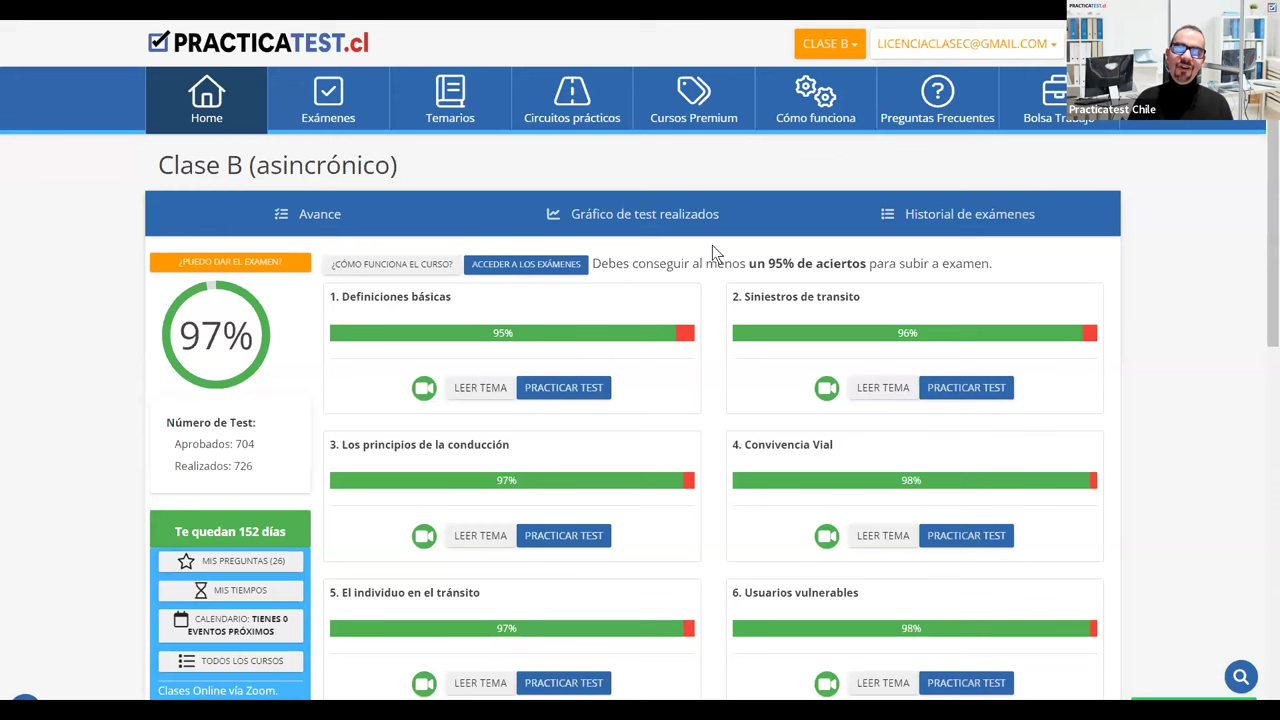 PRACTICATEST.cl
CLASE B
LICENCIACLASEC@GMAIL.COM
PRACTICATEST.cl
Practicatest Chile
Home
Exámenes
Temarios
Circuitos prácticos
Cursos Premium
Cómo funciona
Preguntas Frecuentes
Bolsa Trabajo
Clase B (asincrónico)
Avance
Gráfico de test realizados
Historial de exámenes
¿PUEDO DAR EL EXAMEN?
¿CÓMO FUNCIONA EL CURSO?
ACCEDER A LOS EXÁMENES
Debes conseguir al menos un 95% de aciertos para subir a examen.
97%
1. Definiciones básicas
95%
LEER TEMA
PRACTICAR TEST
2. Siniestros de transito
96%
LEER TEMA
PRACTICAR TEST
Número de Test:
Aprobados: 704
Realizados: 726
3. Los principios de la conducción
97%
LEER TEMA
PRACTICAR TEST
4. Convivencia Vial
98%
LEER TEMA
PRACTICAR TEST
Te quedan 152 días
MIS PREGUNTAS (26)
MIS TIEMPOS
CALENDARIO: TIENES 0
EVENTOS PRÓXIMOS
TODOS LOS CURSOS
Clases Online vía Zoom.
5. El individuo en el tránsito
97%
LEER TEMA
PRACTICAR TEST
6. Usuarios vulnerables
98%
LEER TEMA
PRACTICAR TEST